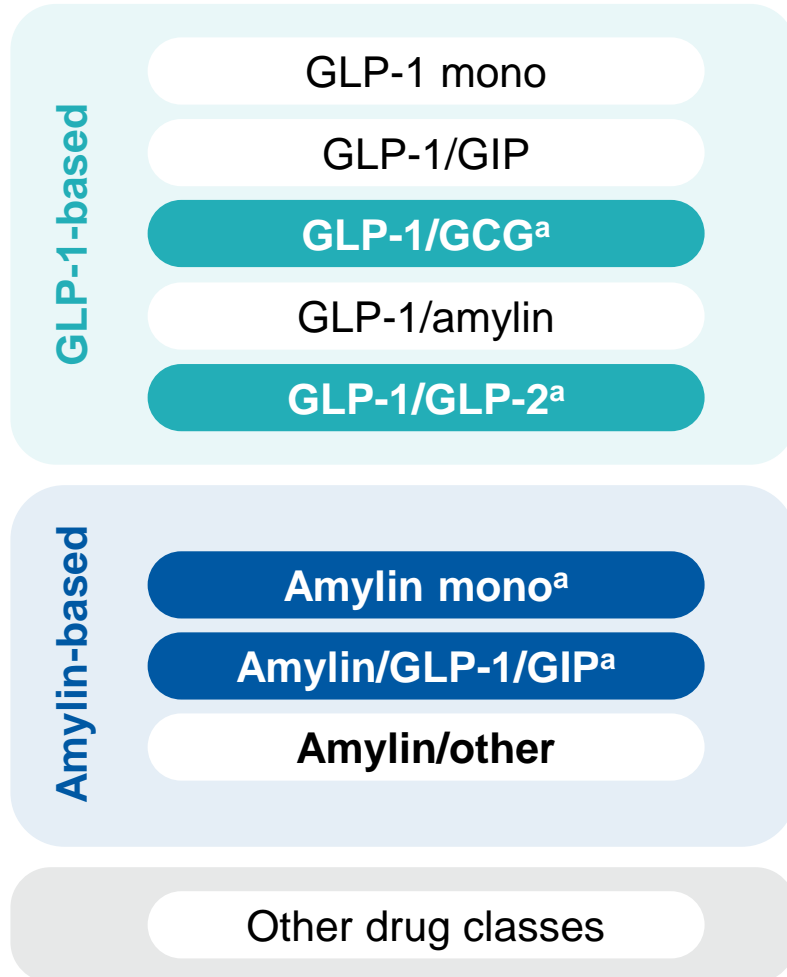 GLP-1-based
GLP-1 mono
GLP-1/GIP
GLP-1/GCGᵃ
GLP-1/amylin
GLP-1/GLP-2ᵃ
Amylin-based
Amylin monoᵃ
Amylin/GLP-1/GIPᵃ
Amylin/other
Other drug classes